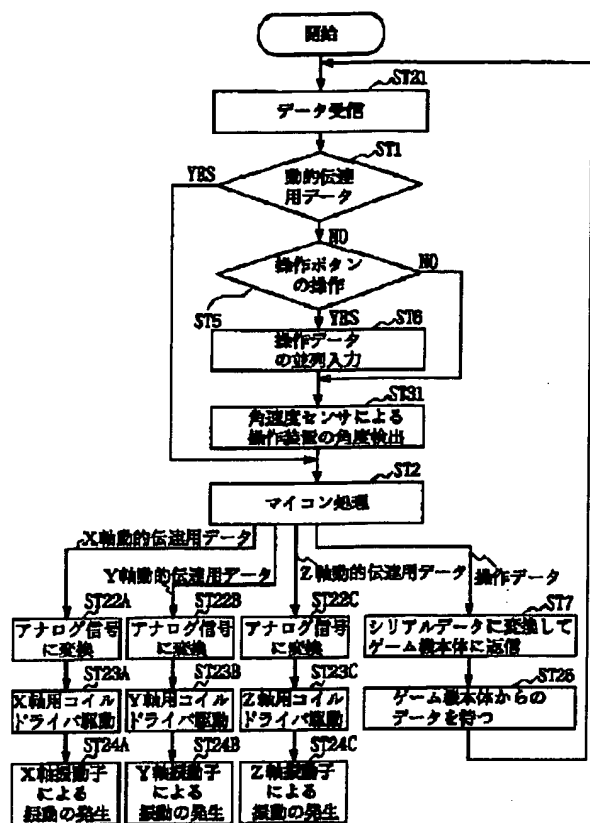 開始
ST21
データ受信
ST1
YES
動的伝達
用データ
NO
操作ボタン
の操作
NO
ST5
YES
ST6
操作データ
の並列入力
ST31
角速度センサによる
操作装置の角度検出
ST2
マイコン処理
X軸動的伝達用データ
Y軸動的伝達用データ
Z軸動的伝達用データ
操作データ
ST22A
ST22B
ST22C
ST7
アナログ信号
に変換
アナログ信号
に変換
アナログ信号
に変換
シリアルデータに変換して
ゲーム機本体に返信
ST23A
ST23B
ST23C
ST26
X軸用コイル
ドライバ駆動
Y軸用コイル
ドライバ駆動
Z軸用コイル
ドライバ駆動
ゲーム機本体からの
データを待つ
ST24A
ST24B
ST24C
X軸振動子
による
振動の発生
Y軸振動子
による
振動の発生
Z軸振動子
による
振動の発生